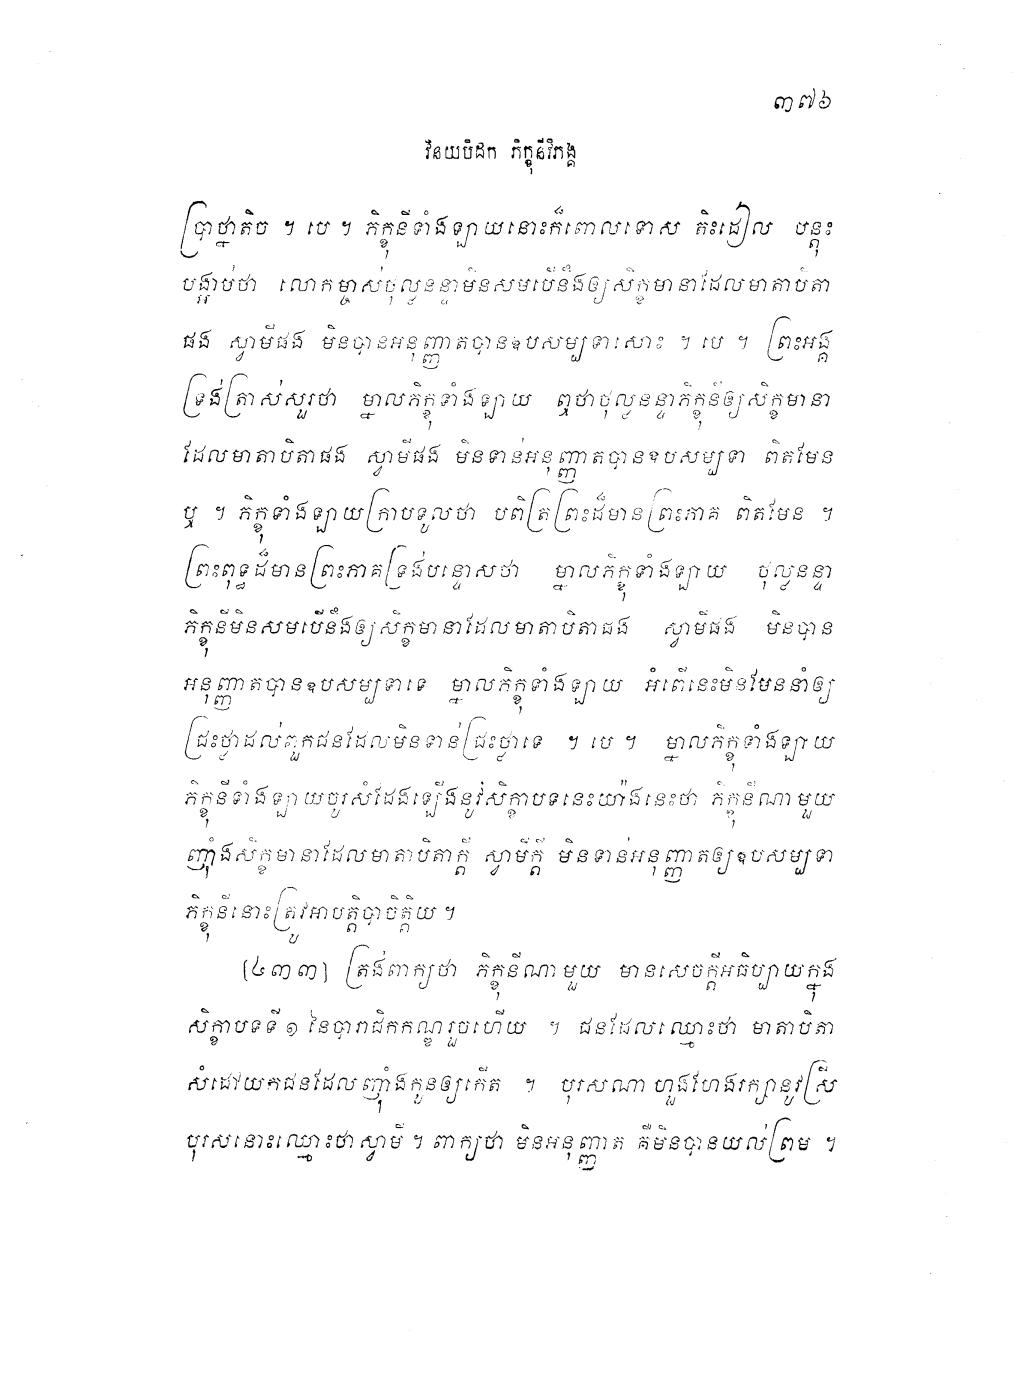 ៣៧៦
វិនយបិដក ភិក្ខុនីវិភង្គ
ប្រាថ្នាតិច ។ បេ ។ ភិក្ខុនីទាំងឡាយនោះក៏ពោលទោស តិះដៀល បន្តុះ
បង្អាប់ថា លោកម្ចាស់ថុល្លនន្ទាមិនសមបើនឹងឲ្យសិក្ខមានាដែលមាតាបិតា
ផង ស្វាមីផង មិនបានអនុញ្ញាតបានឧបសម្បទាសោះ ។ បេ ។ ព្រះអង្គ
ទ្រង់ត្រាស់សួរថា ម្នាលភិក្ខុទាំងឡាយ ឮថាថុល្លនន្ទាភិក្ខុនីឲ្យសិក្ខមានា
ដែលមាតាបិតាផង ស្វាមីផង មិនទាន់អនុញ្ញាតបានឧបសម្បទា ពិតមែន
ឬ ។ ភិក្ខុទាំងឡាយក្រាបទូលថា បពិត្រព្រះដ៏មានព្រះភាគ ពិតមែន ។
ព្រះពុទ្ធដ៏មានព្រះភាគទ្រង់បន្ទោសថា ម្នាលភិក្ខុទាំងឡាយ ថុល្លនន្ទា
ភិក្ខុនីមិនសមបើនឹងឲ្យសិក្ខមានាដែលមាតាបិតាផង ស្វាមីផង មិនបាន
អនុញ្ញាតបានឧបសម្បទាទេ ម្នាលភិក្ខុទាំងឡាយ អំពើនេះមិនមែននាំឲ្យ
ជ្រះថ្លាដល់ពួកជនដែលមិនទាន់ជ្រះថ្លាទេ ។ បេ ។ ម្នាលភិក្ខុទាំងឡាយ
ភិក្ខុនីទាំងឡាយចូរសំដែងឡើងនូវសិក្ខាបទនេះយ៉ាងនេះថា ភិក្ខុនីណាមួយ
ញុំាងសិក្ខមានាដែលមាតាបិតាក្តី ស្វាមីក្តី មិនទាន់អនុញ្ញាតឲ្យឧបសម្បទា
ភិក្ខុនីនោះត្រូវអាបត្តិបាចិត្តិយ ។
(៤៣៣) ត្រង់ពាក្យថា ភិក្ខុនីណាមួយ មានសេចក្តីអធិប្បាយក្នុង
សិក្ខាបទទី១ នៃបារាជិកកណ្ឌរួចហើយ ។ ជនដែលឈ្មោះថា មាតាបិតា
សំដៅយកជនដែលញុំាងកូនឲ្យកើត ។ បុរសណា ហួងហែងរក្សានូវស្រី
បុរសនោះឈ្មោះថាស្វាមី ។ ពាក្យថា មិនអនុញ្ញាត គឺមិនបានយល់ព្រម ។